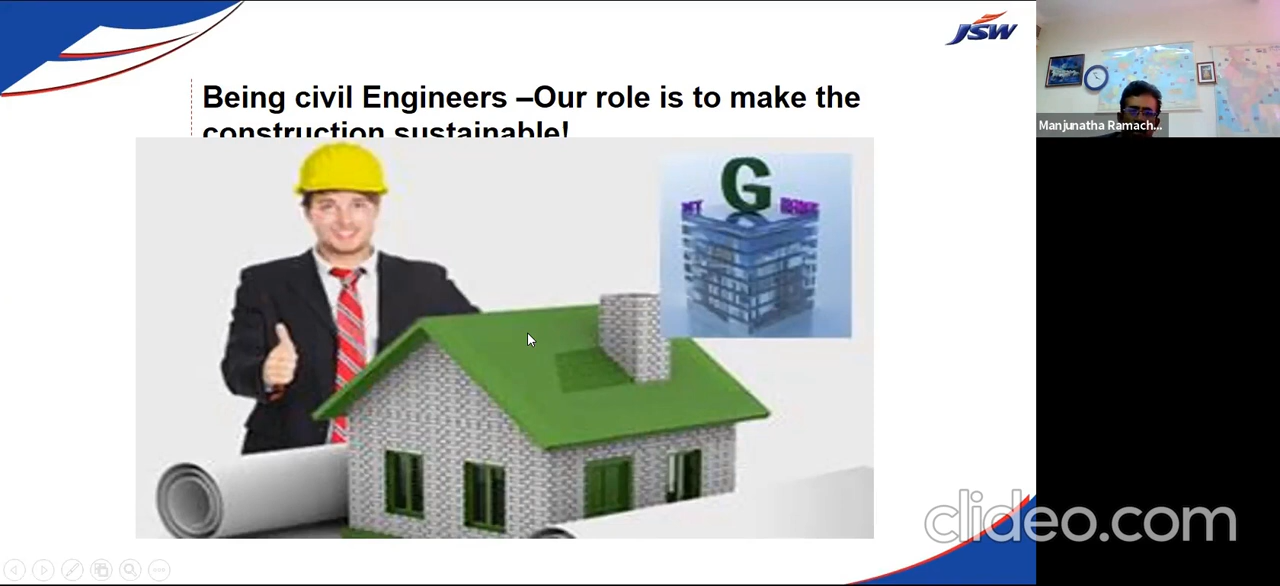 JSW
Being civil Engineers –Our role is to make the
construction sustainable!
Manjunatha Ramach...
G
clideo.com